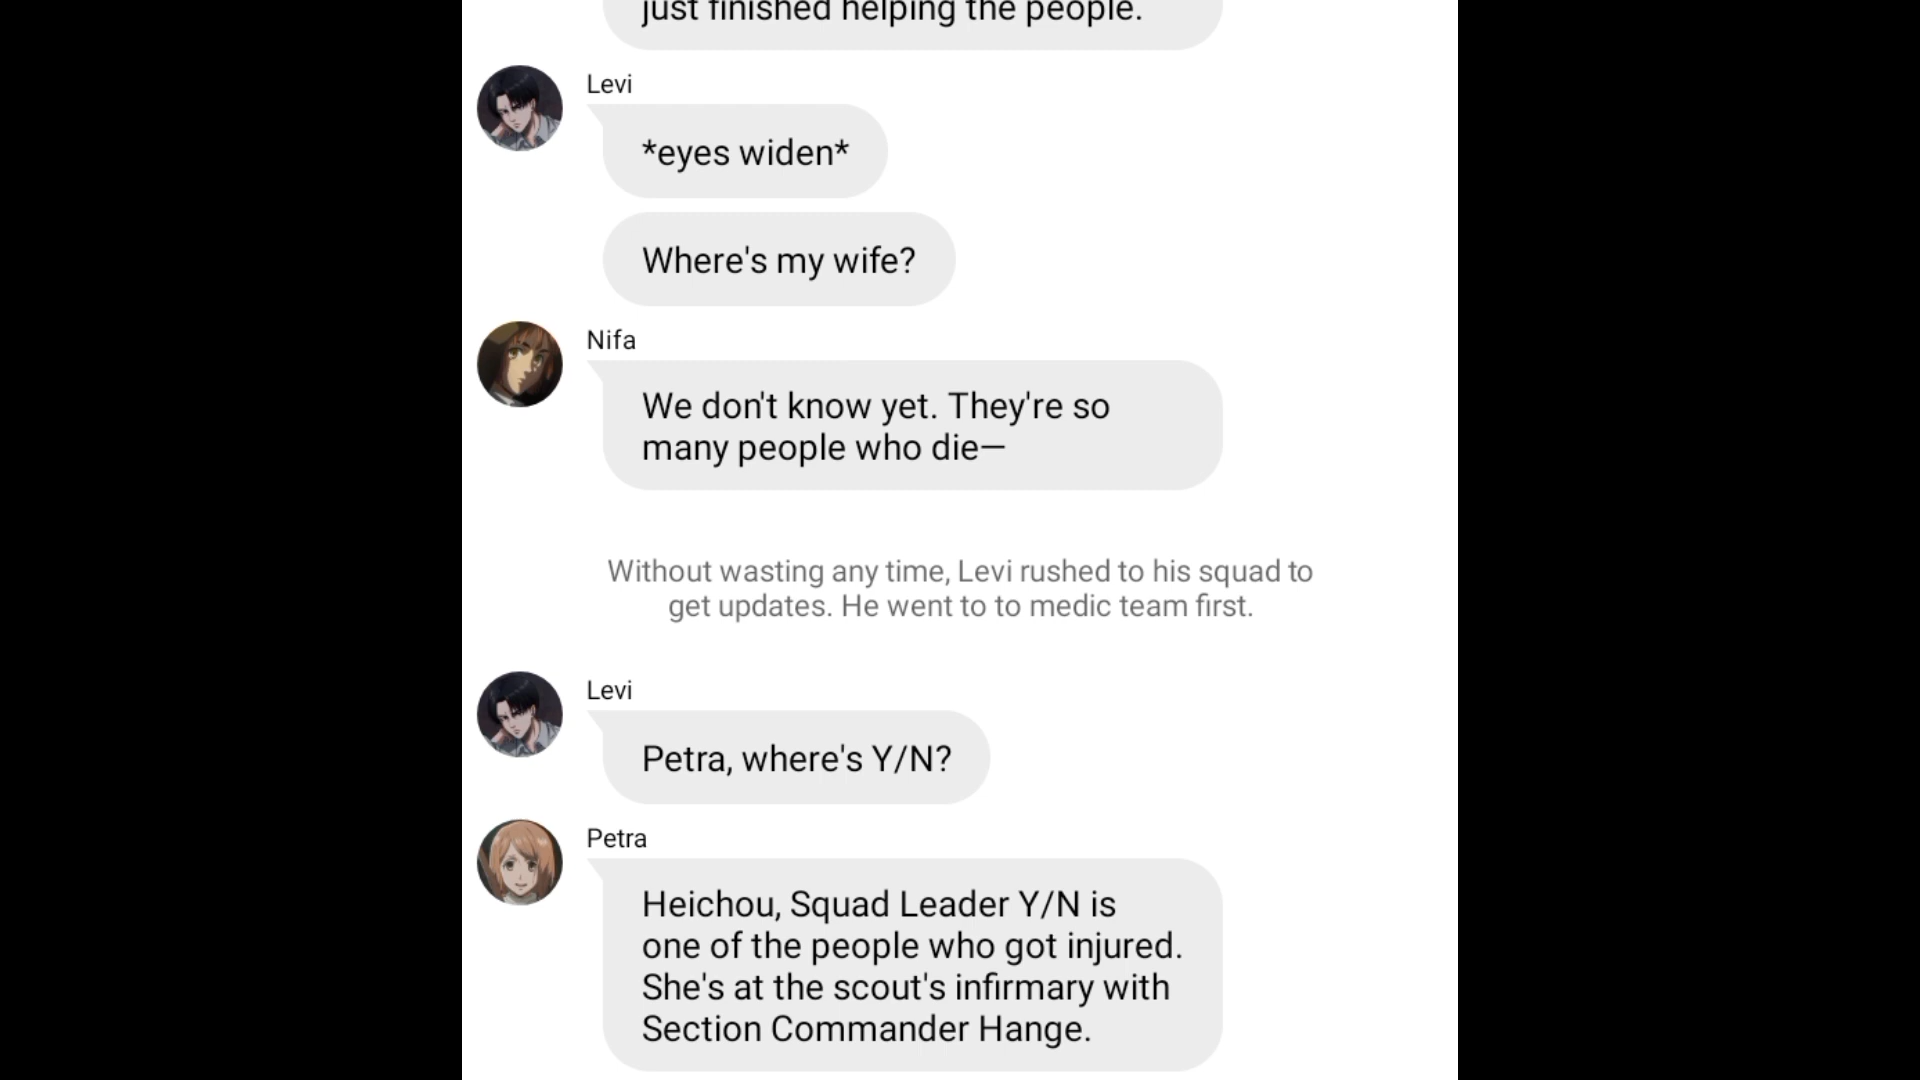 just finished helping the people.
Levi
*eyes widen*
Where's my wife?
Nifa
We don't know yet. They're so
many people who die—
Without wasting any time, Levi rushed to his squad to
get updates. He went to to medic team first.
Levi
Petra, where's Y/N?
Petra
Heichou, Squad Leader Y/N is
one of the people who got injured.
She's at the scout's infirmary with
Section Commander Hange.